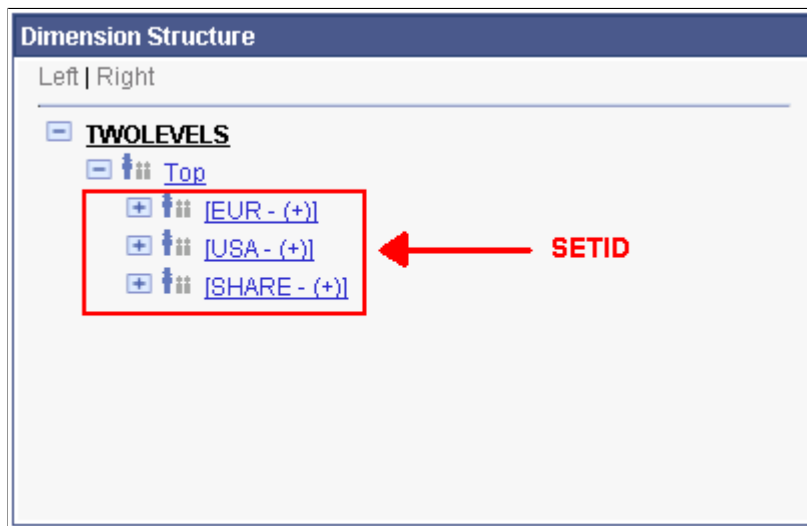 Dimension Structure
Left | Right
TWOLEVELS
Top
[EUR - (+)]
[USA - (+)] SETID
[SHARE - (+)]